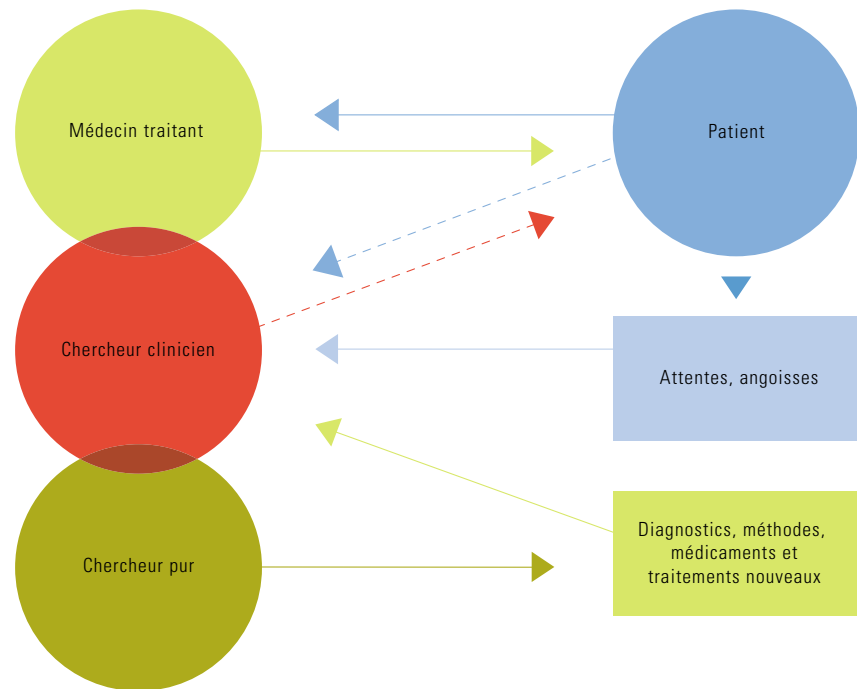 Médecin traitant
Patient
Chercheur clinicien
Attentes, angoisses
Chercheur pur
Diagnostics, méthodes,
médicaments et
traitements nouveaux